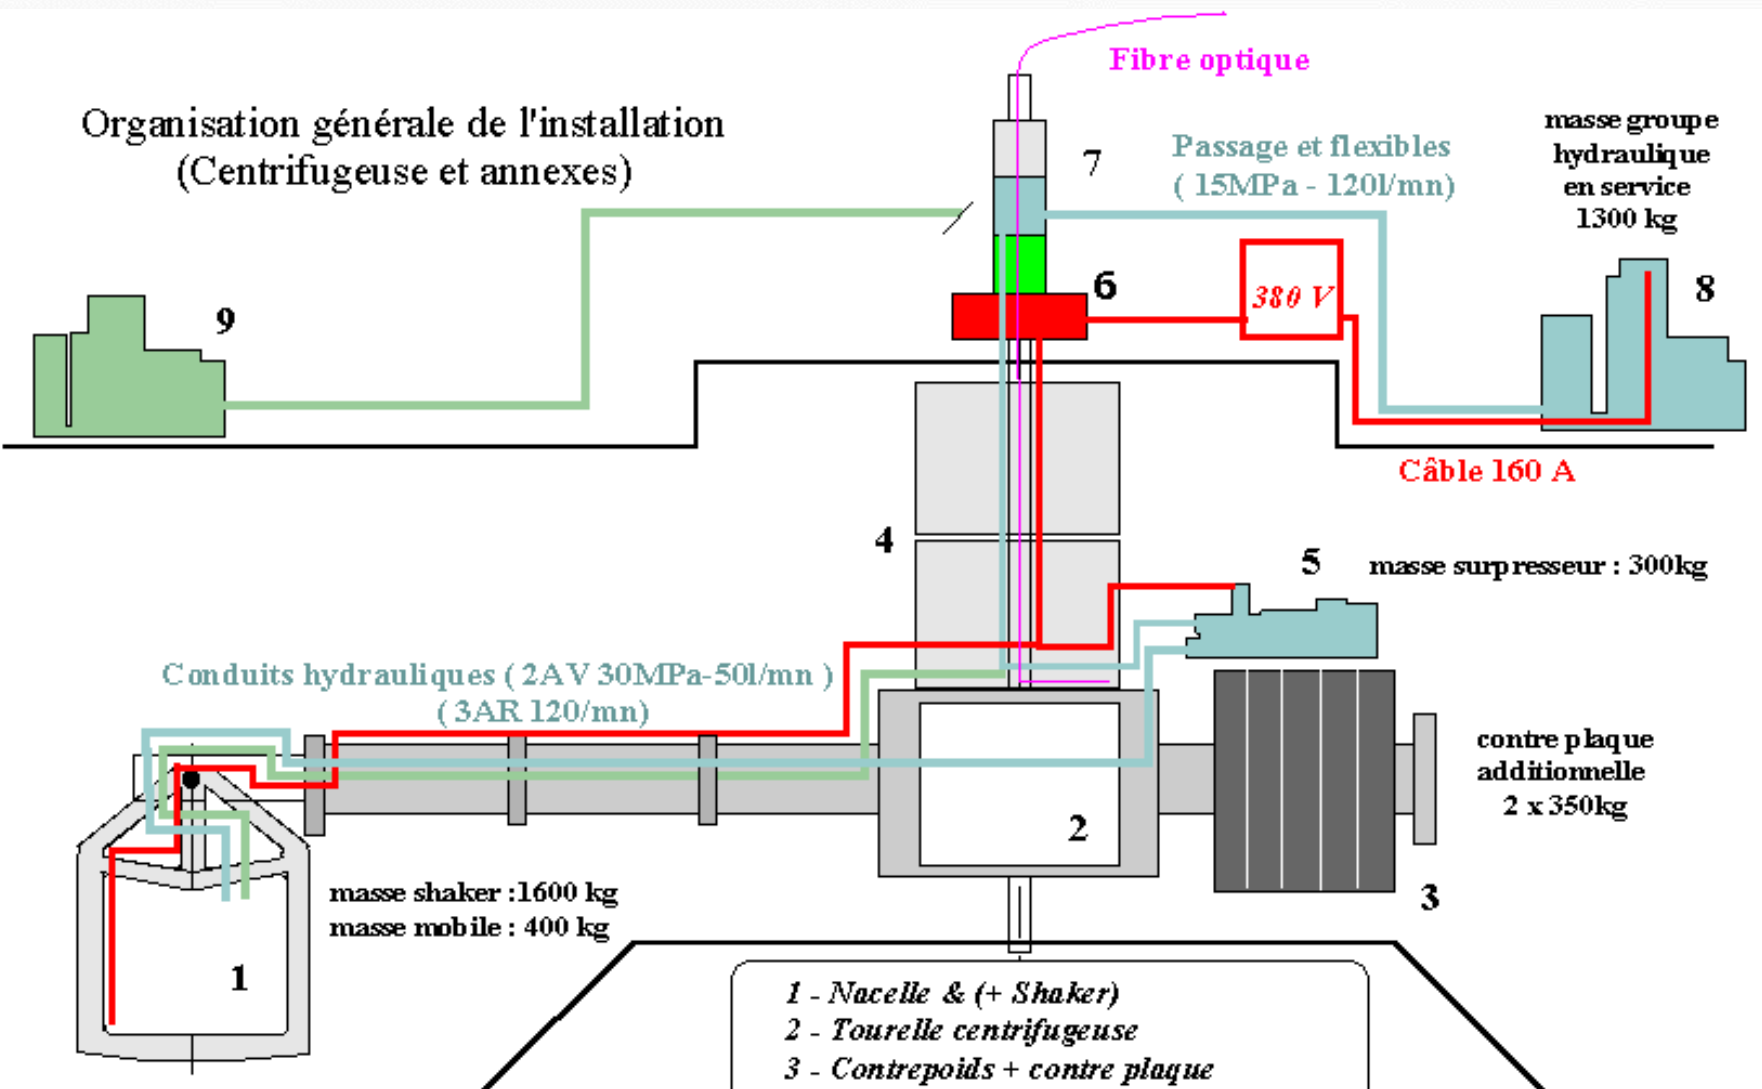 Fibre optique
Organisation générale de l'installation
(Centrifugeuse et annexes)
7
Passage et flexibles
( 15MPa - 120l/mn)
masse groupe
hydraulique
en service
1300 kg
8
6
380 V
9
Câble 160 A
4
5
masse surpresseur : 300kg
Conduits hydrauliques ( 2AV 30MPa-50l/mn )
( 3AR 120/mn)
contre plaque
additionnelle
2 x 350kg
2
3
masse shaker :1600 kg
masse mobile : 400 kg
1
1 - Nacelle & (+ Shaker)
2 - Tourelle centrifugeuse
3 - Contrepoids + contre plaque